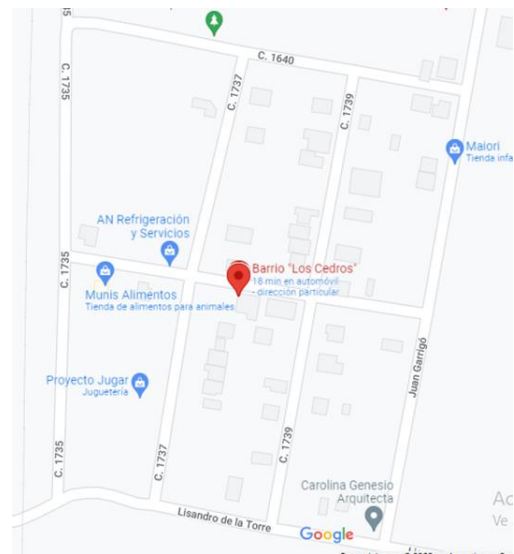 C. 1735
C. 1640
C. 1737
C. 1739
Maiori
Tienda infa
AN Refrigeración
y Servicios
C. 1735
Barrio "Los Cedros"
18 min en automóvil
- dirección particular
Munis Alimentos
Tienda de alimentos para animales
Proyecto Jugar
Juguetería
Juan Garrigó
C. 1735
C. 1737
C. 1739
Carolina Genesio
Arquitecta
Lisandro de la Torre
Google
Ve